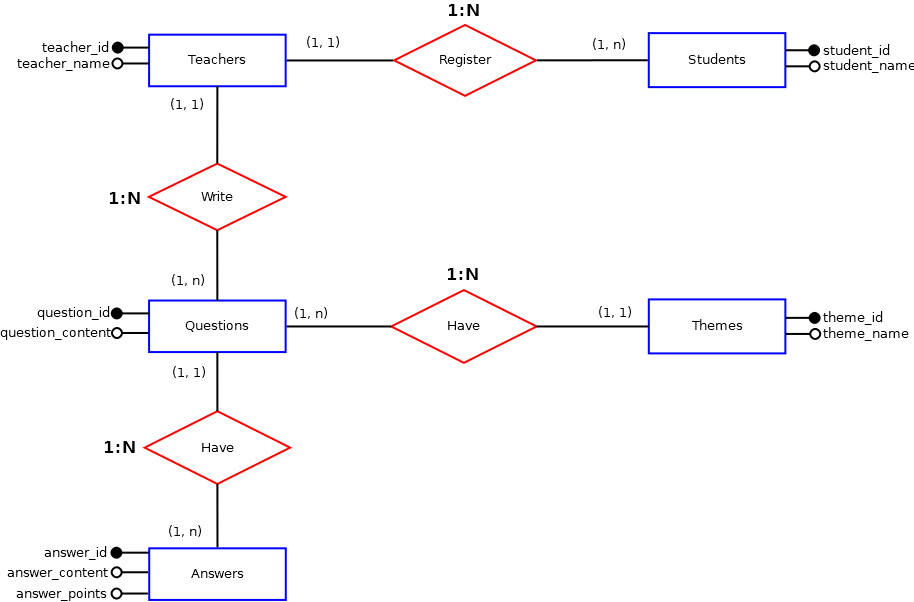 1:N
teacher_id
teacher_name
Teachers
(1, 1)
Register
(1, n)
Students
student_id
student_name
(1, 1)
1:N
Write
(1, n)
question_id
question_content
Questions
(1, n)
1:N
Have
(1, 1)
Themes
theme_id
theme_name
(1, 1)
1:N
Have
(1, n)
answer_id
answer_content
answer_points
Answers